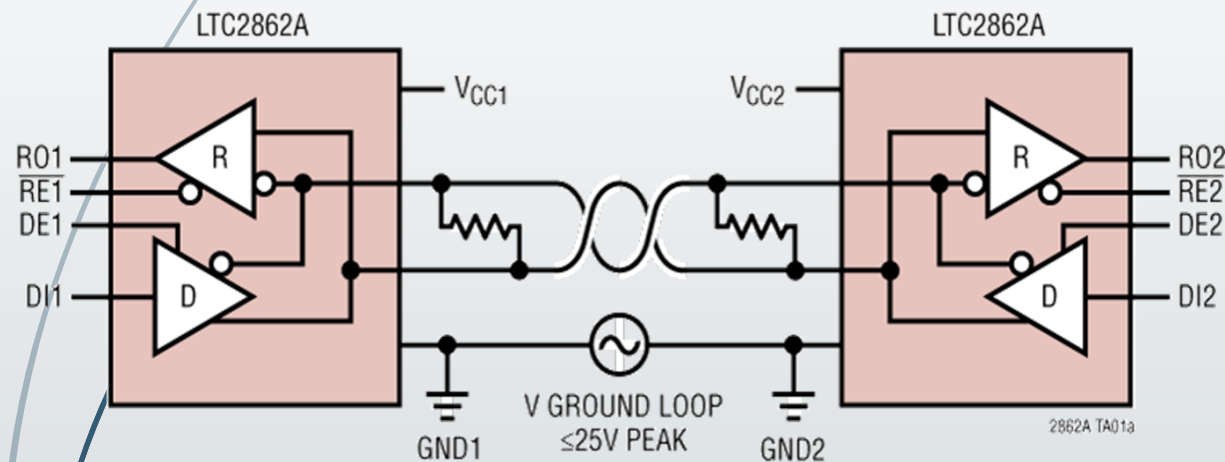 LTC2862A
LTC2862A
VCC1
VCC2
RO1
RE1
DE1
DI1
R
D
R
D
RO2
RE2
DE2
DI2
V GROUND LOOP
≤25V PEAK
GND1
GND2
2862A TA01a